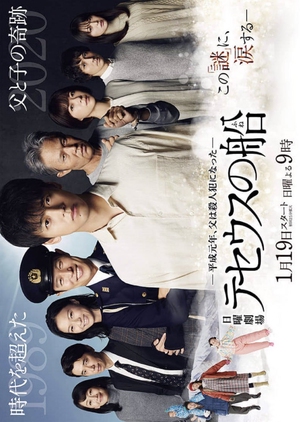 父と子の奇跡
2020
時代を超えた
1989
この「謎」に、
涙する―
―平成元年、父は殺人犯になった―
日曜劇場
テセウスの船
ふね
1月19日スタート 日曜よる9時